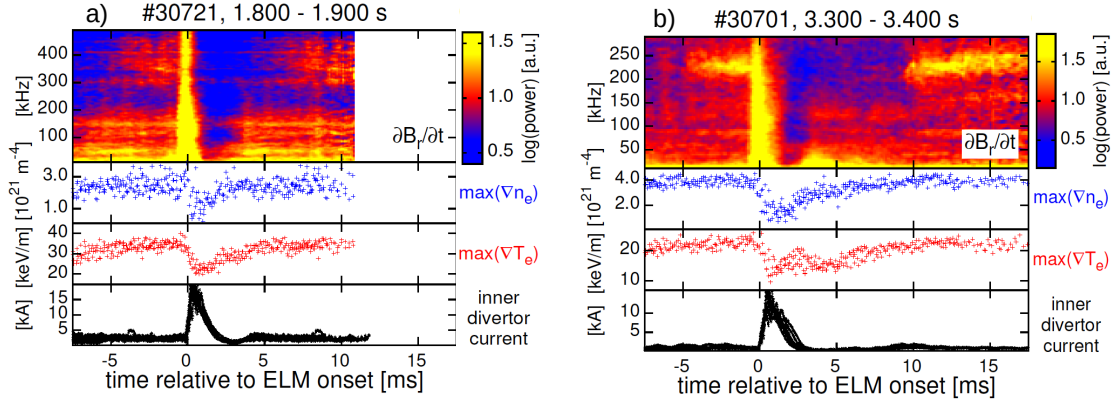 a) #30721, 1.800 - 1.900 s
[kHz]
400
300
200
100
∂Br/∂t
1.5
1.0
0.5
log(power) [a.u.]
[10²¹ m⁻⁴]
3.0
1.0
max(∇ne)
[keV/m]
40
30
20
max(∇Te)
[kA]
15
10
5
inner
divertor
current
-5 0 5 10 15
time relative to ELM onset [ms]
b) #30701, 3.300 - 3.400 s
[kHz]
250
200
150
100
50
∂Br/∂t
1.5
1.0
0.5
log(power) [a.u.]
[10²¹ m⁻⁴]
4.0
2.0
max(∇ne)
[keV/m]
20
10
max(∇Te)
[kA]
10
5
inner
divertor
current
-5 0 5 10 15
time relative to ELM onset [ms]